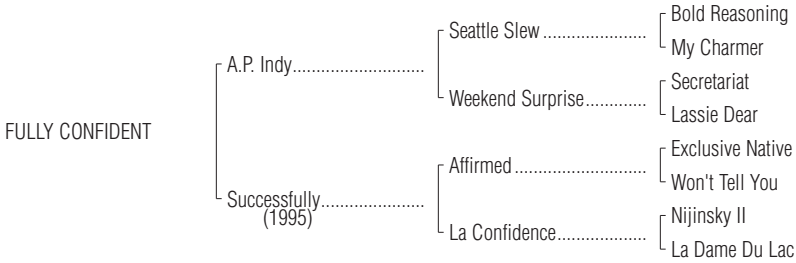 Bold Reasoning
Seattle Slew ......................
My Charmer
A.P. Indy...........................
Secretariat
Weekend Surprise.............
Lassie Dear
FULLY CONFIDENT
Exclusive Native
Affirmed ...........................
Won't Tell You
Successfully.....................
(1995)
Nijinsky II
La Confidence...................
La Dame Du Lac